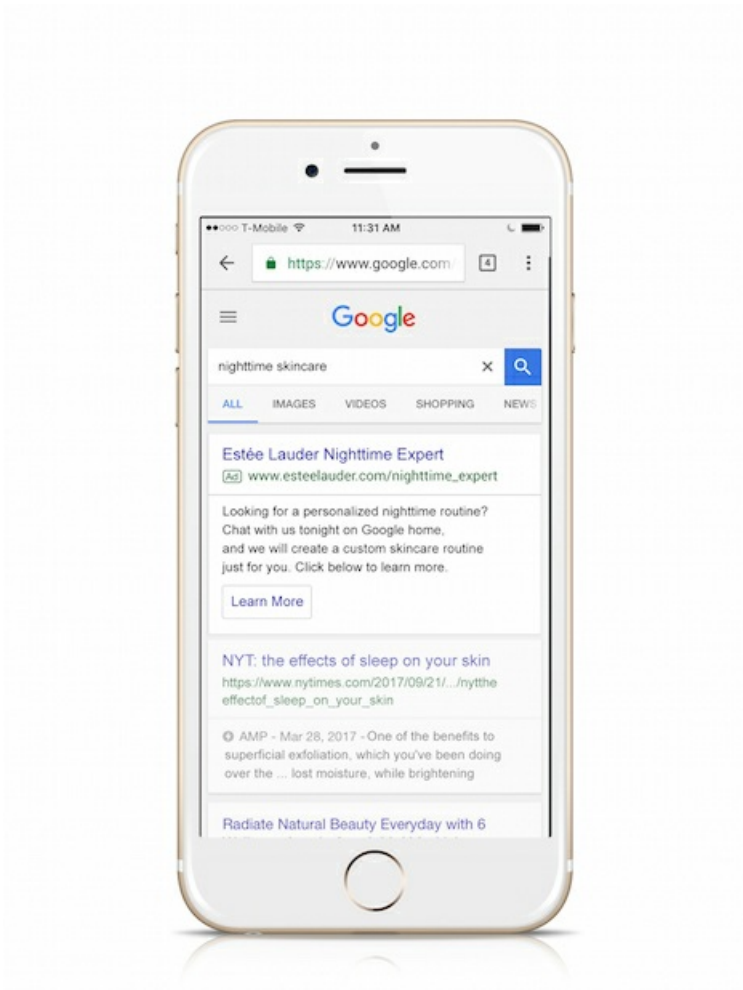 T-Mobile 11:31 AM
https://www.google.com
4
Google
nighttime skincare
ALL IMAGES VIDEOS SHOPPING NEWS
Estée Lauder Nighttime Expert
Ad www.esteelauder.com/nighttime_expert
Looking for a personalized nighttime routine?
Chat with us tonight on Google home,
and we will create a custom skincare routine
just for you. Click below to learn more.
Learn More
NYT: the effects of sleep on your skin
https://www.nytimes.com/2017/09/21/.../nytthe
effectof_sleep_on_your_skin
AMP - Mar 28, 2017 - One of the benefits to
superficial exfoliation, which you've been doing
over the ... lost moisture, while brightening
Radiate Natural Beauty Everyday with 6